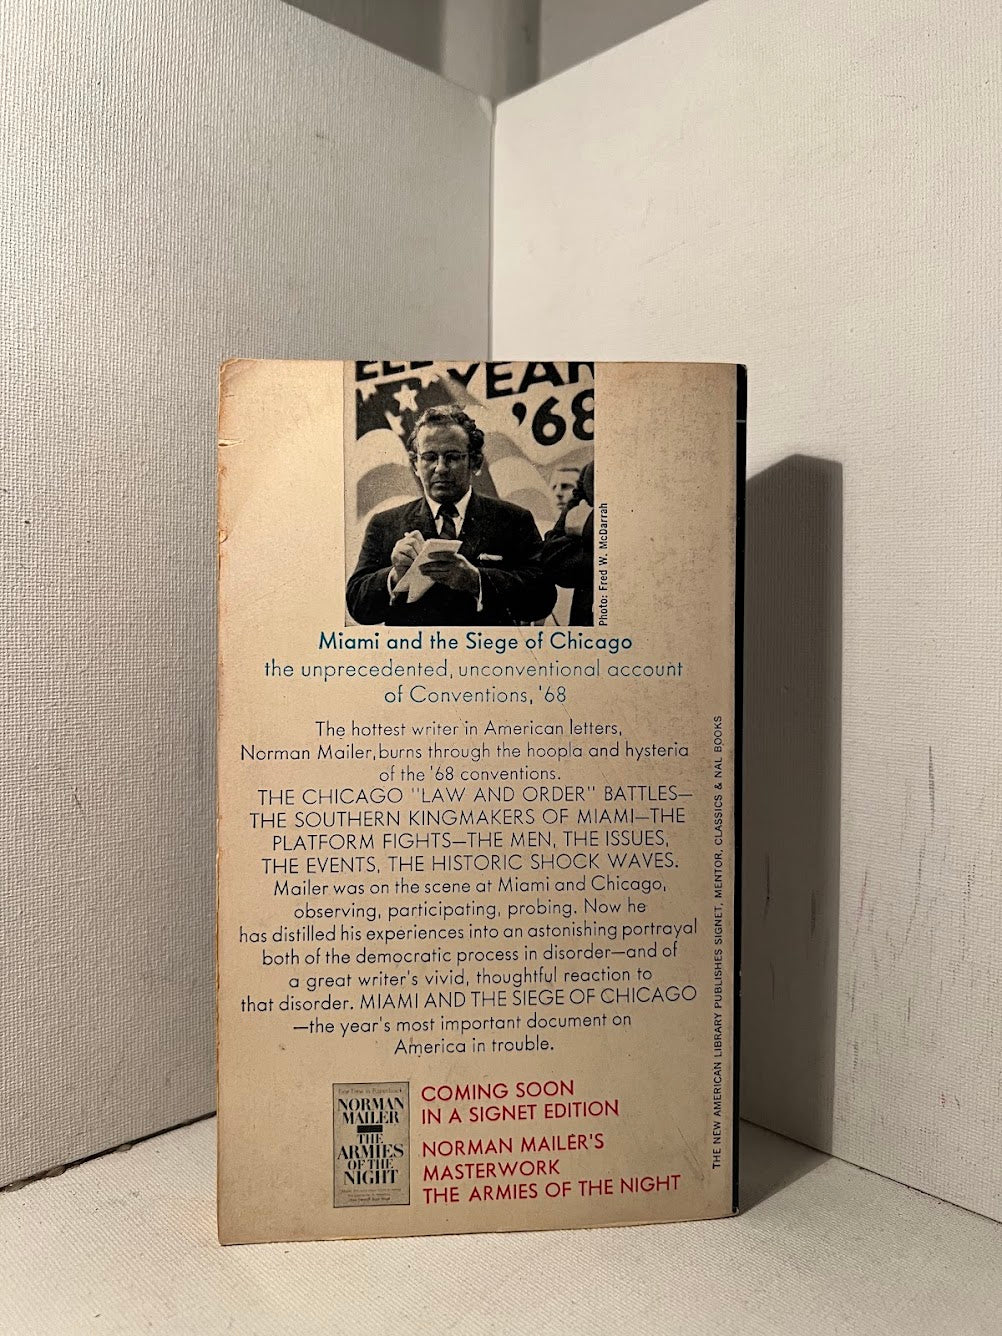 YEAR
'68
Photo: Fred W. McDarrah
Miami and the Siege of Chicago
the unprecedented, unconventional account
of Conventions, '68
The hottest writer in American letters,
Norman Mailer, burns through the hoopla and hysteria
of the '68 conventions.
THE CHICAGO "LAW AND ORDER" BATTLES—
THE SOUTHERN KINGMAKERS OF MIAMI—THE
PLATFORM FIGHTS—THE MEN, THE ISSUES,
THE EVENTS, THE HISTORIC SHOCK WAVES.
Mailer was on the scene at Miami and Chicago,
observing, participating, probing. Now he
has distilled his experiences into an astonishing portrayal
both of the democratic process in disorder—and of
a great writer's vivid, thoughtful reaction to
that disorder. MIAMI AND THE SIEGE OF CHICAGO
—the year's most important document on
America in trouble.
First Time in Paperback
NORMAN
MAILER
THE
ARMIES
OF THE
NIGHT
COMING SOON
IN A SIGNET EDITION
NORMAN MAILER'S
MASTERWORK
THE ARMIES OF THE NIGHT
THE NEW AMERICAN LIBRARY PUBLISHES SIGNET, MENTOR, CLASSICS & NAL BOOKS